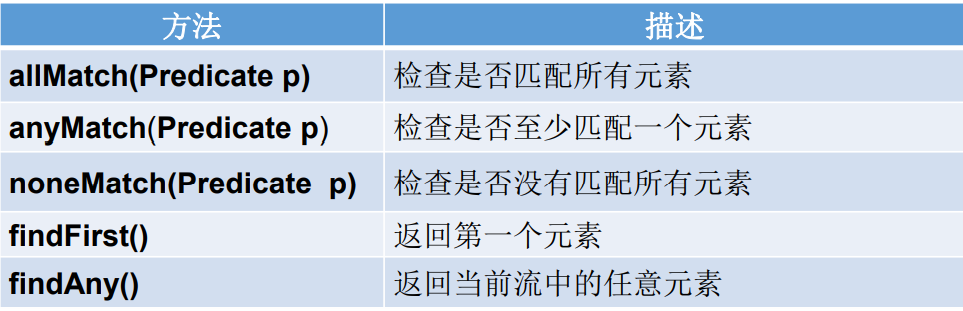 方法 描述
allMatch(Predicate p) 检查是否匹配所有元素
anyMatch(Predicate p) 检查是否至少匹配一个元素
noneMatch(Predicate  p) 检查是否没有匹配所有元素
findFirst() 返回第一个元素
findAny() 返回当前流中的任意元素